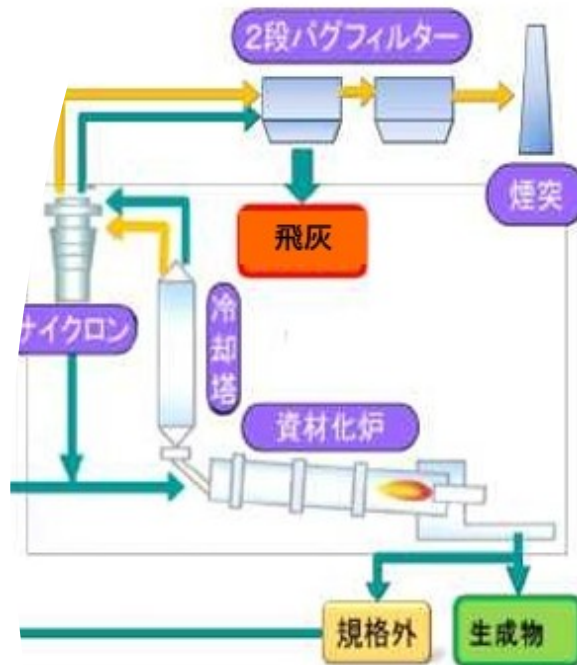 2段バグフィルター
煙突
飛灰
サイクロン
冷却塔
資材化炉
規格外
生成物